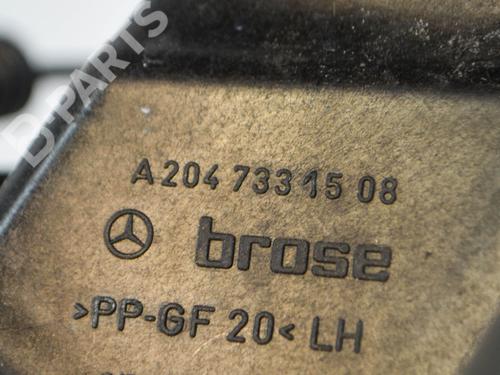 D-PARTS
A 204 733 15 08
brose
>PP-GF 20< LH